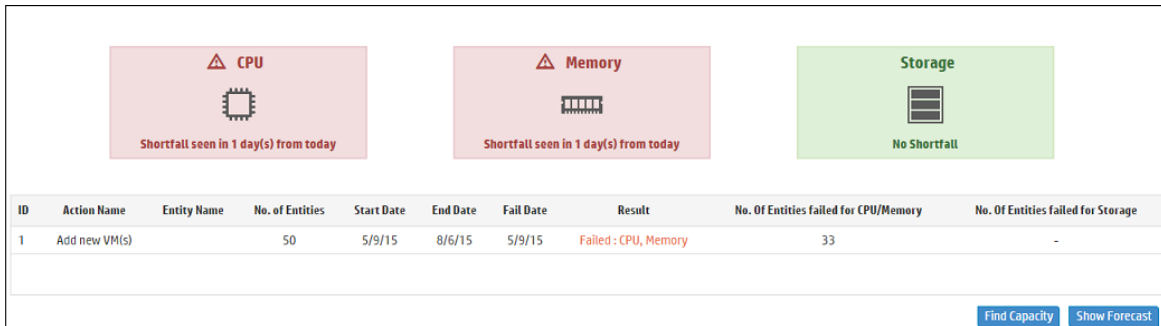 CPU
Memory
Storage
Shortfall seen in 1 day(s) from today
Shortfall seen in 1 day(s) from today
No Shortfall
ID Action Name Entity Name No. of Entities Start Date End Date Fail Date Result No. Of Entities failed for CPU/Memory No. Of Entities failed for Storage
1 Add new VM(s) 50 5/9/15 8/6/15 5/9/15 Failed : CPU, Memory 33 -
Find Capacity Show Forecast